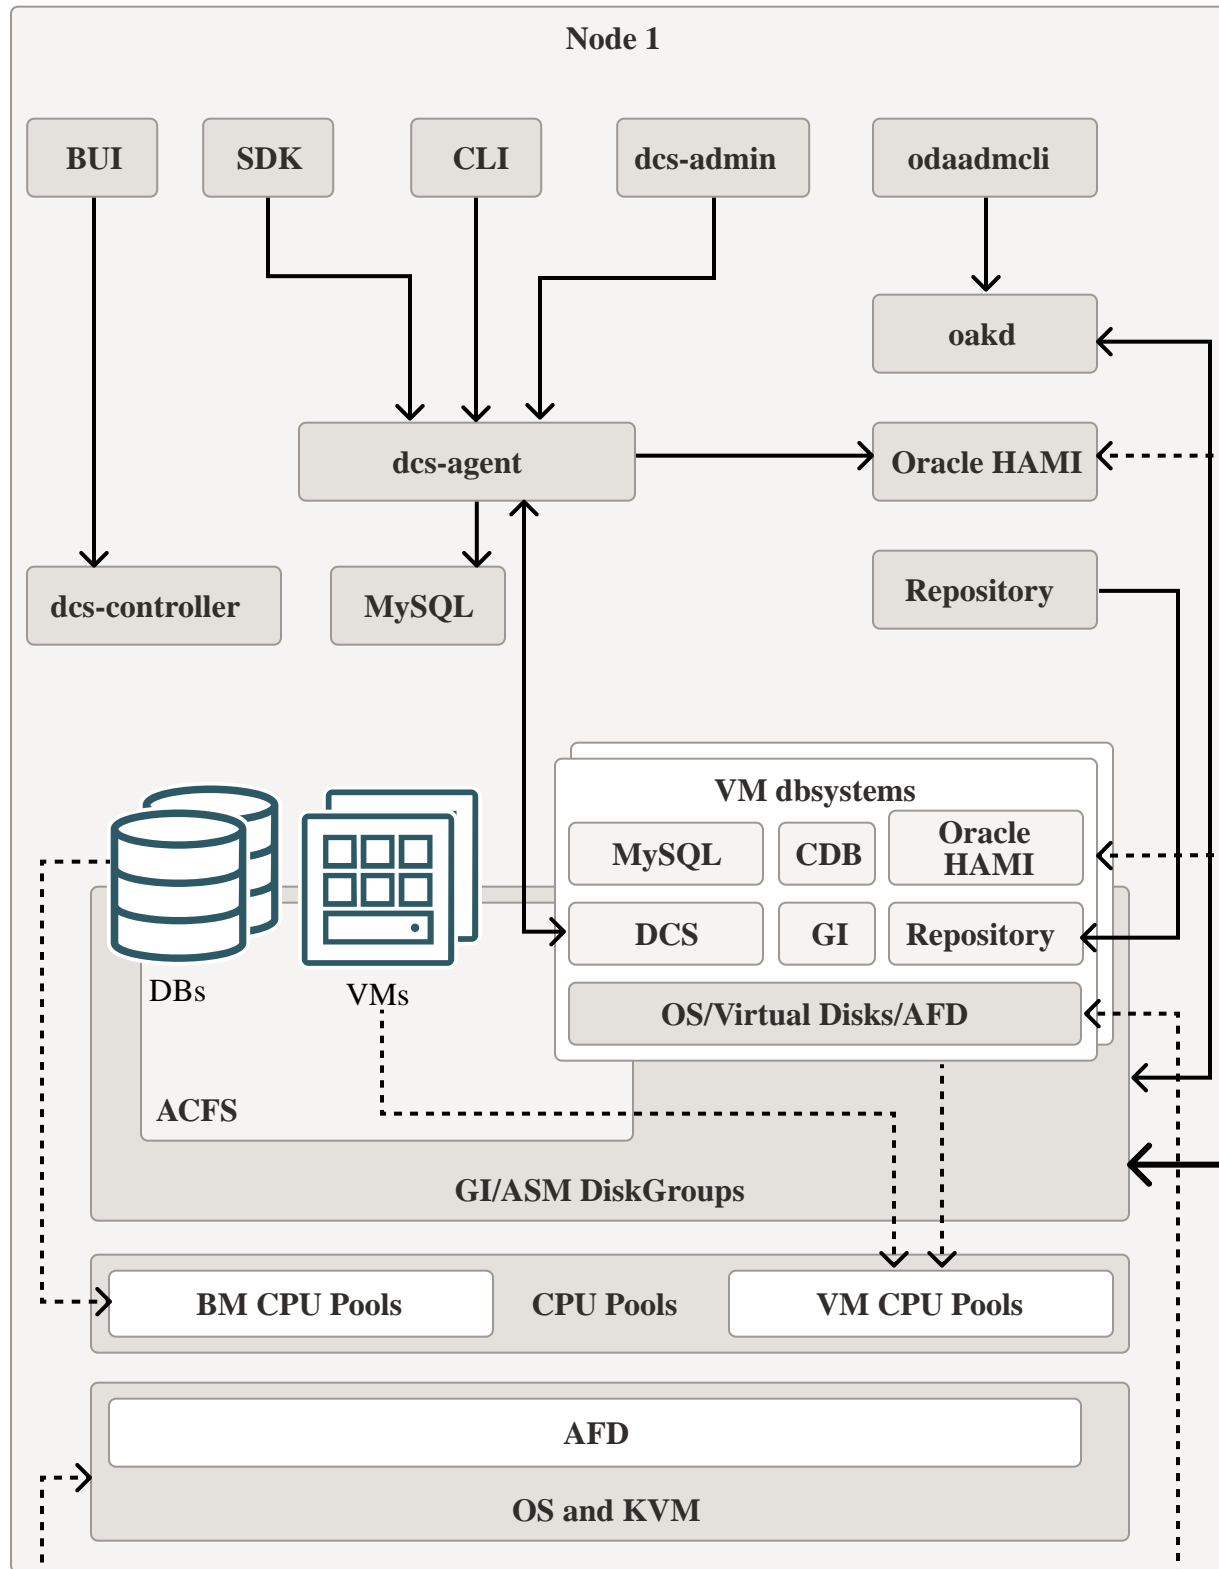 Node 1
BUI
SDK
CLI
dcs-admin
odaadmcli
oakd
dcs-agent
Oracle HAMI
dcs-controller
MySQL
Repository
VM dbsystems
MySQL
CDB
Oracle
HAMI
DCS
GI
Repository
OS/Virtual Disks/AFD
DBs
VMs
ACFS
GI/ASM DiskGroups
BM CPU Pools
CPU Pools
VM CPU Pools
AFD
OS and KVM